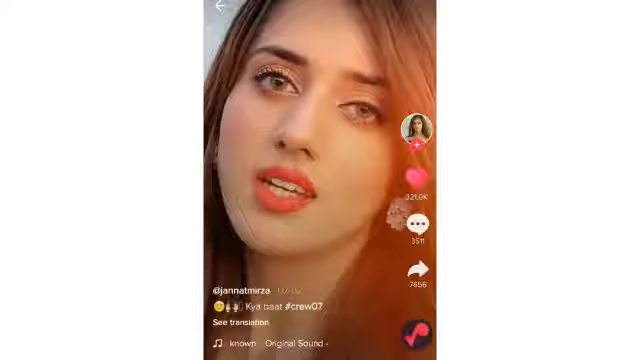 321.0K
3511
7656
@jannatmirza
Kya baat #crew07
See translation
known Original Sound -